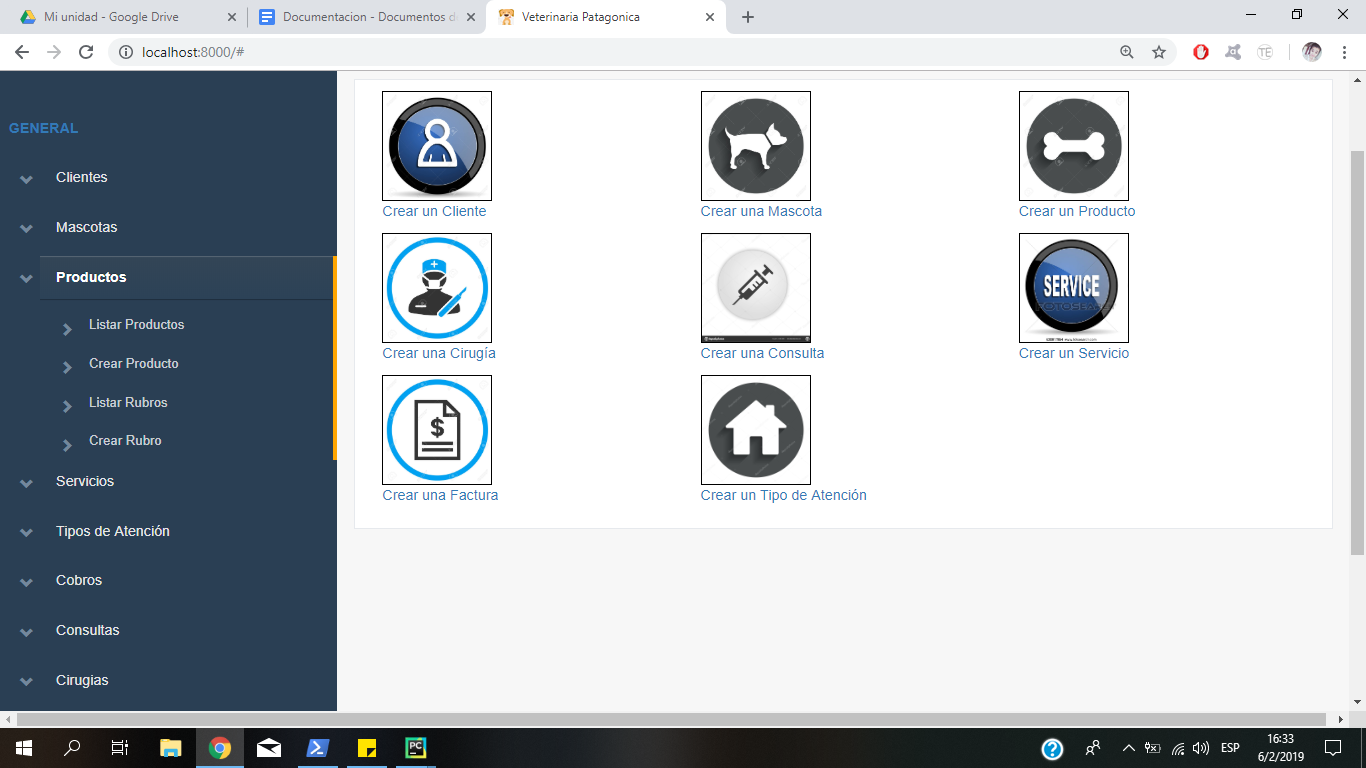 Mi unidad - Google Drive
Documentacion - Documentos d
Veterinaria Patagonica
localhost:8000/#
TE
GENERAL
Clientes
Mascotas
Productos
Listar Productos
Crear Producto
Listar Rubros
Crear Rubro
Servicios
Tipos de Atención
Cobros
Consultas
Cirugias
Crear un Cliente
Crear una Mascota
Crear un Producto
Crear una Cirugía
Crear una Consulta
SERVICE
Crear un Servicio
$
Crear una Factura
Crear un Tipo de Atención
PC
?
ESP
16:33
6/2/2019